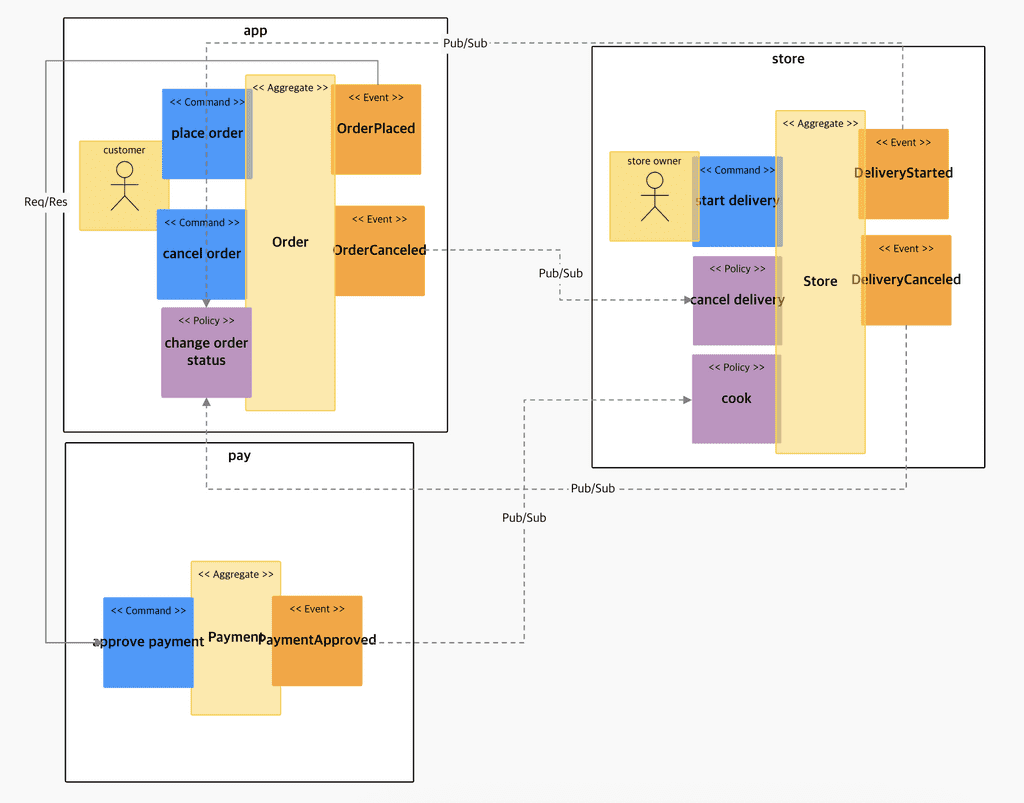 app
Pub/Sub
store
<< Aggregate >>
<< Command >>
place order
<< Event >>
OrderPlaced
customer
Req/Res
<< Command >>
cancel order
Order
<< Event >>
OrderCanceled
<< Policy >>
change order
status
Pub/Sub
<< Aggregate >>
store owner
<< Command >>
start delivery
<< Event >>
DeliveryStarted
<< Policy >>
cancel delivery
Store
<< Event >>
DeliveryCanceled
<< Policy >>
cook
pay
Pub/Sub
Pub/Sub
<< Aggregate >>
<< Command >>
approve payment
Payment
<< Event >>
PaymentApproved